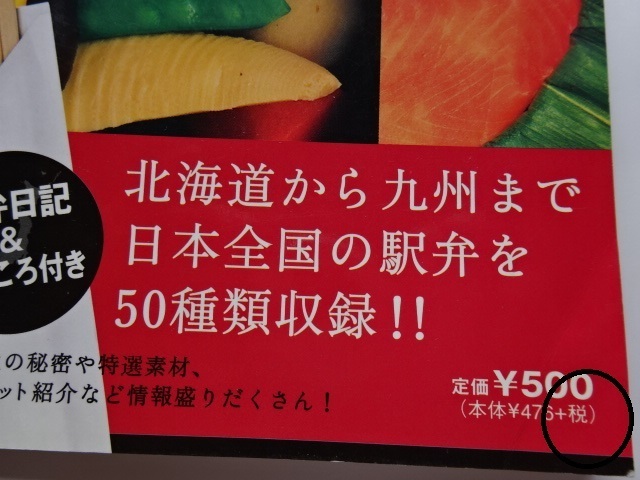 北海道から九州まで
日本全国の駅弁を
50種類収録!!
弁日記
&
ころ付き
の秘密や特選素材、
ット紹介など情報盛りだくさん!
定価¥500
(本体¥476+税)